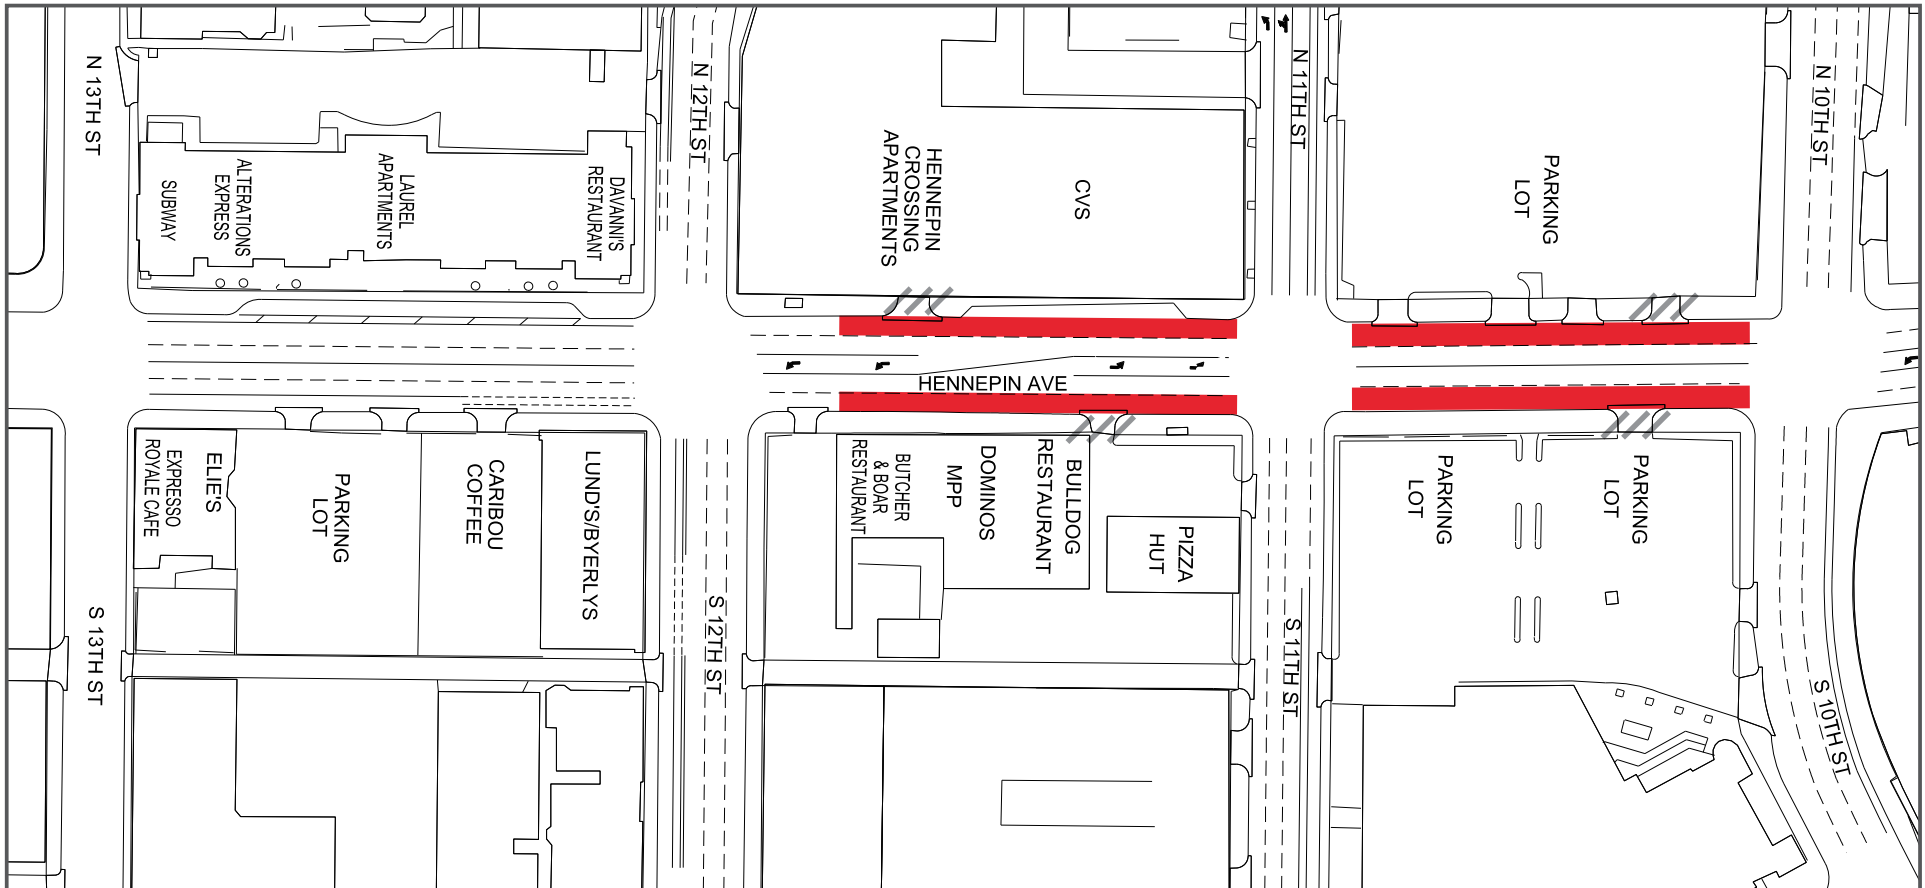 N 13TH ST
SUBWAY
ALTERATIONS
EXPRESS
LAUREL
APARTMENTS
DAVANNI'S
RESTAURANT
N 12TH ST
HENNEPIN
CROSSING
APARTMENTS
CVS
N 11TH ST
PARKING
LOT
N 10TH ST
HENNEPIN AVE
S 13TH ST
EXPRESSO
ROYALE CAFE
ELIE'S
PARKING
LOT
CARIBOU
COFFEE
LUND'S/BYERLYS
S 12TH ST
BUTCHER
& BOAR
RESTAURANT
MPP
DOMINOS
BULLDOG
RESTAURANT
PIZZA
HUT
S 11TH ST
PARKING
LOT
PARKING
LOT
S 10TH ST